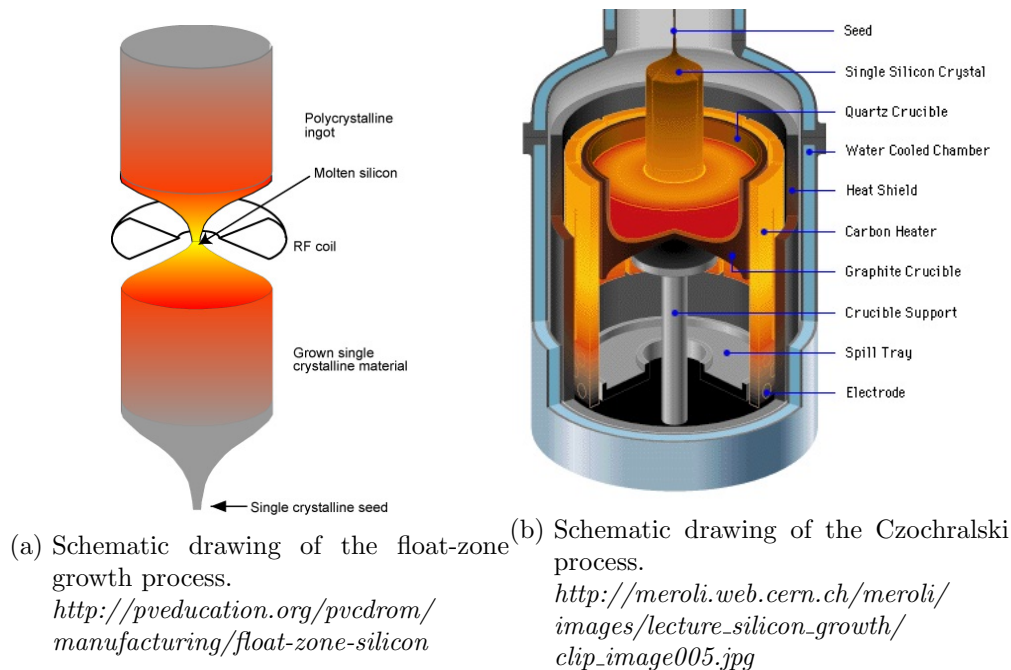 Polycrystalline
ingot
Molten silicon
RF coil
Grown single
crystalline material
Single crystalline seed
(a) Schematic drawing of the float-zone
growth process.
http://pveducation.org/pvcdrom/
manufacturing/float-zone-silicon
Seed
Single Silicon Crystal
Quartz Crucible
Water Cooled Chamber
Heat Shield
Carbon Heater
Graphite Crucible
Crucible Support
Spill Tray
Electrode
(b) Schematic drawing of the Czochralski
process.
http://meroli.web.cern.ch/meroli/
images/lecture_silicon_growth/
clip_image005.jpg